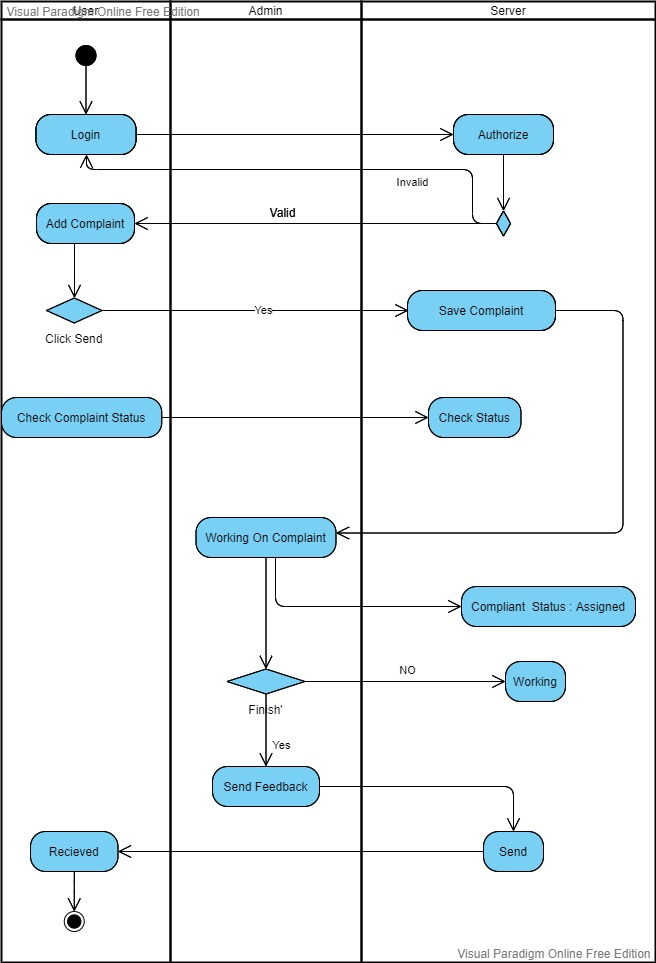 Visual Paradigm Online Free Edition
User
Admin
Server
Login
Authorize
Invalid
Add Complaint
Valid
Click Send
Yes
Save Complaint
Check Complaint Status
Check Status
Working On Complaint
Compliant Status : Assigned
NO
Working
Finish'
Yes
Send Feedback
Recieved
Send
Visual Paradigm Online Free Edition